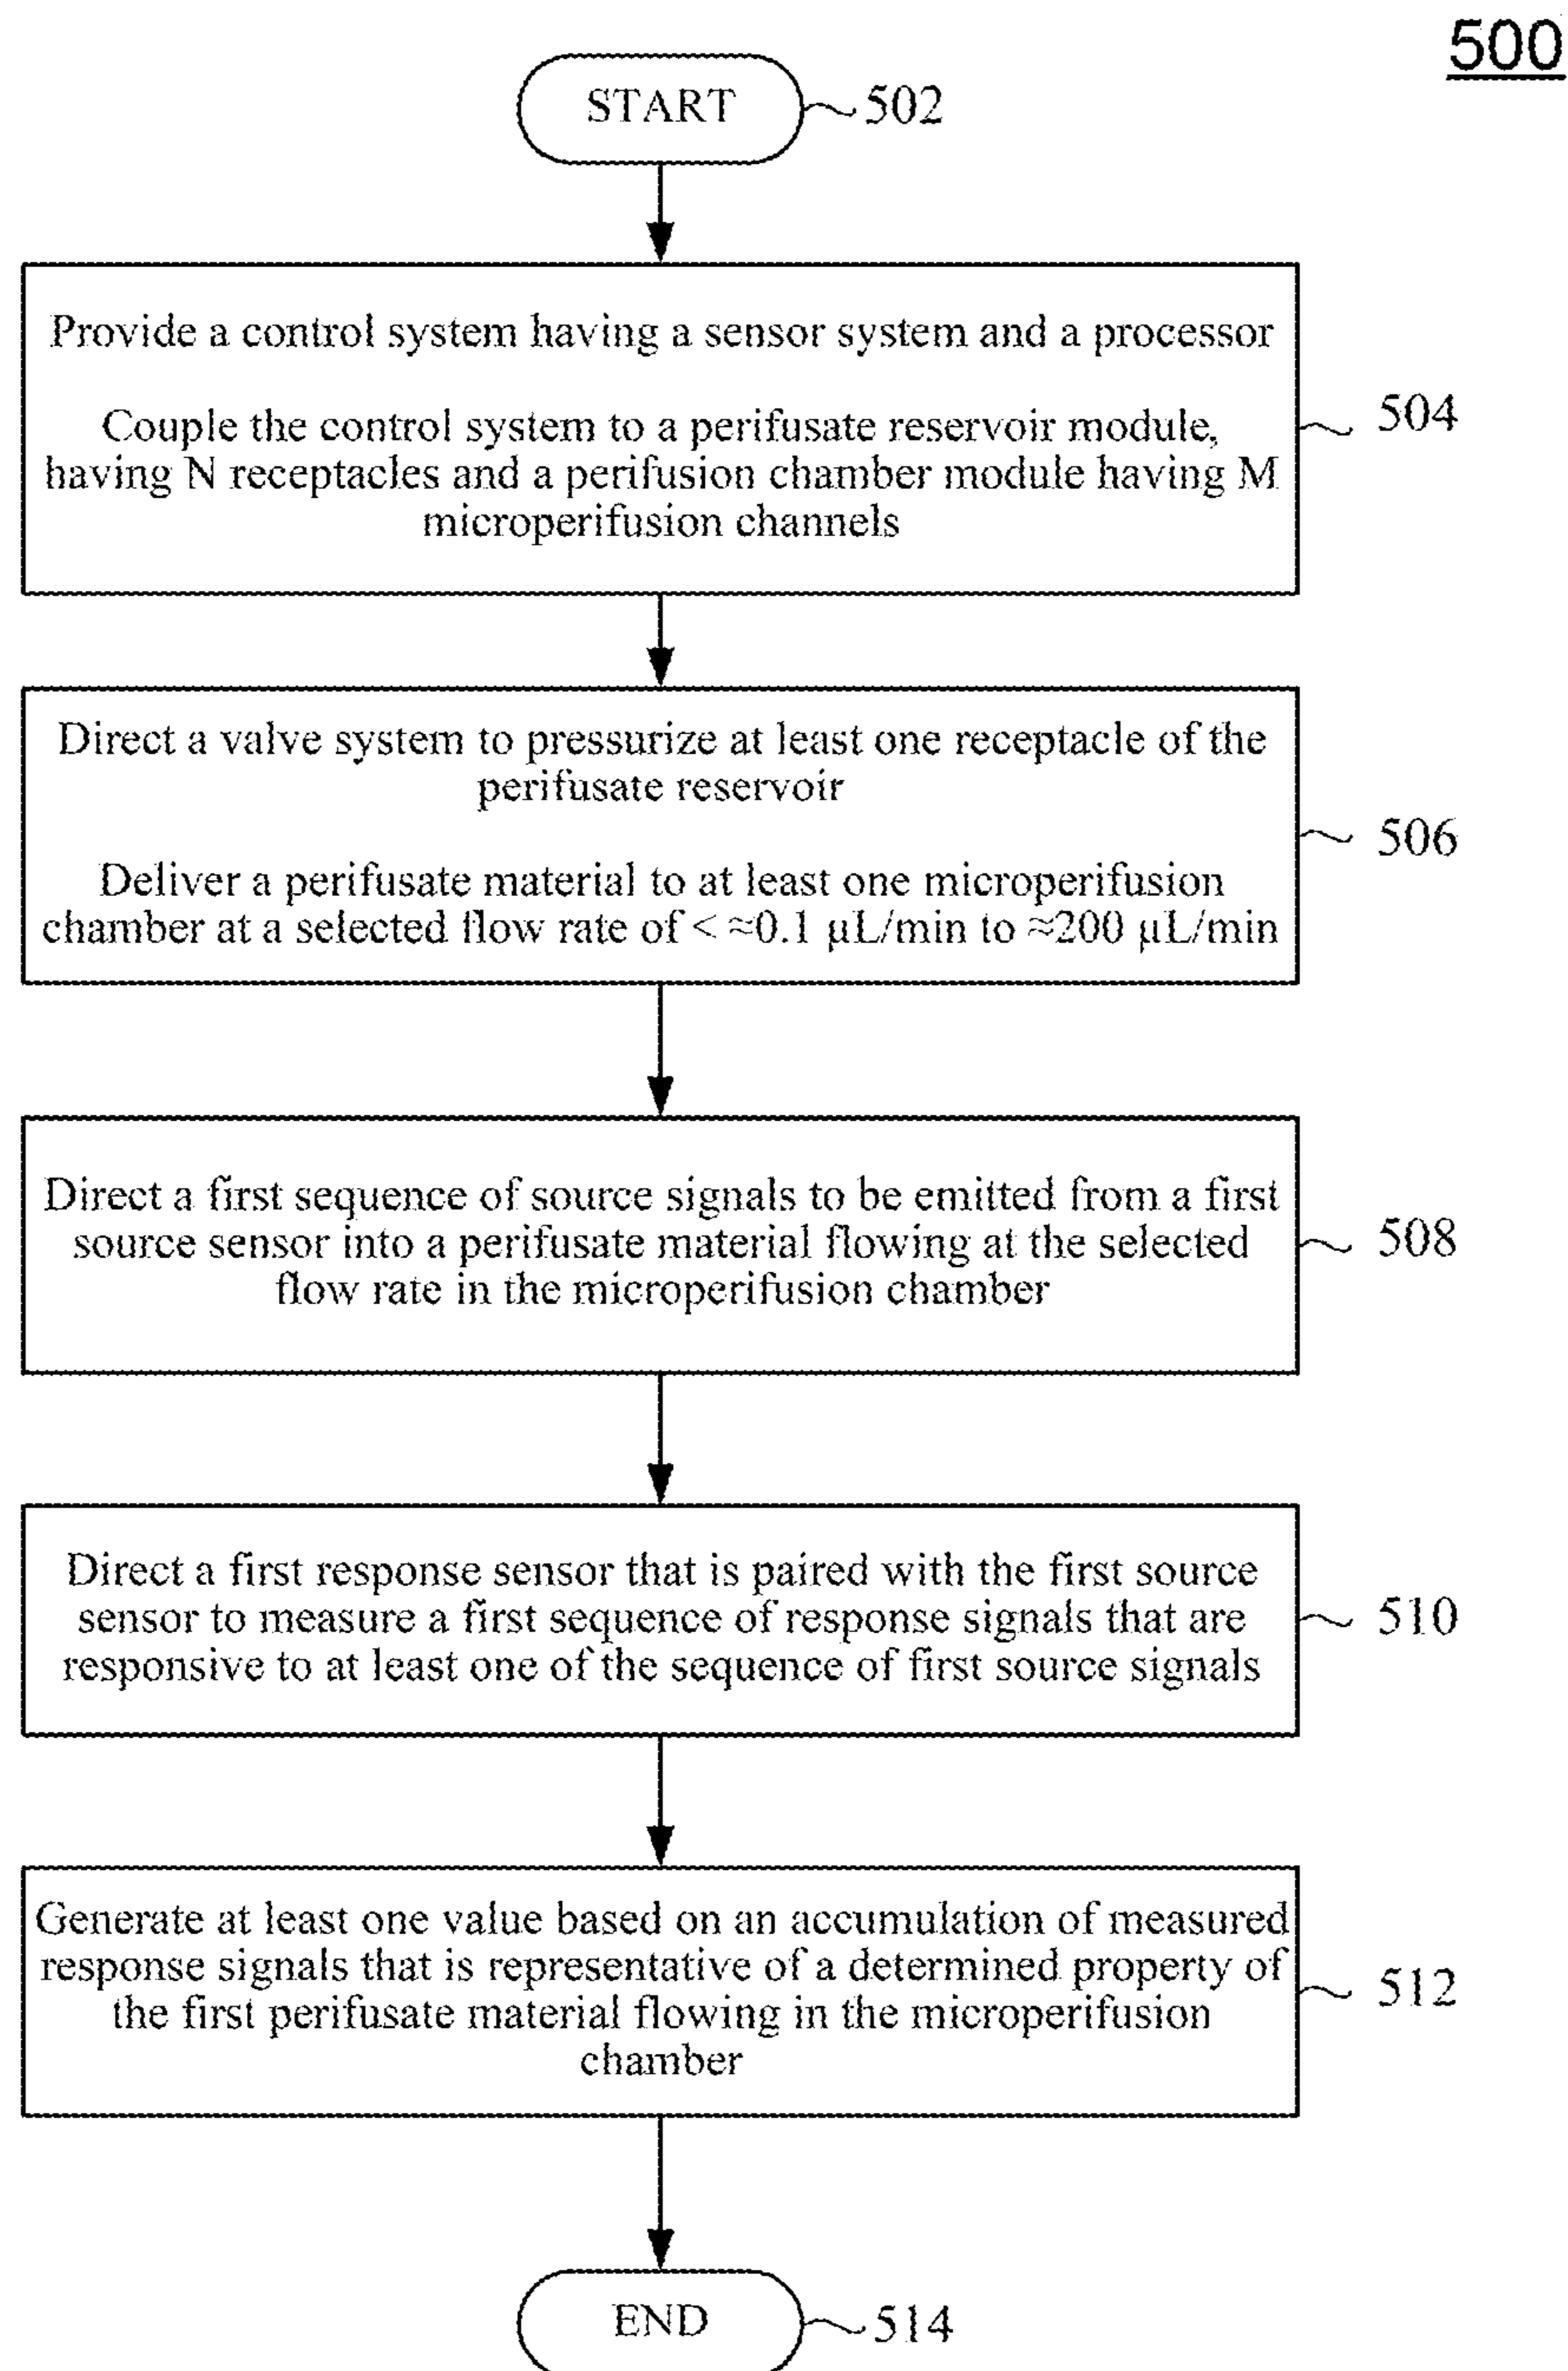 500
START
502
Provide a control system having a sensor system and a processor
Couple the control system to a perifusate reservoir module,
having N receptacles and a perifusion chamber module having M
microperifusion channels
504
Direct a valve system to pressurize at least one receptacle of the
perifusate reservoir
Deliver a perifusate material to at least one microperifusion
chamber at a selected flow rate of < ≈0.1 µL/min to ≈200 µL/min
506
Direct a first sequence of source signals to be emitted from a first
source sensor into a perifusate material flowing at the selected
flow rate in the microperifusion chamber
508
Direct a first response sensor that is paired with the first source
sensor to measure a first sequence of response signals that are
responsive to at least one of the sequence of first source signals
510
Generate at least one value based on an accumulation of measured
response signals that is representative of a determined property of
the first perifusate material flowing in the microperifusion
chamber
512
END
514